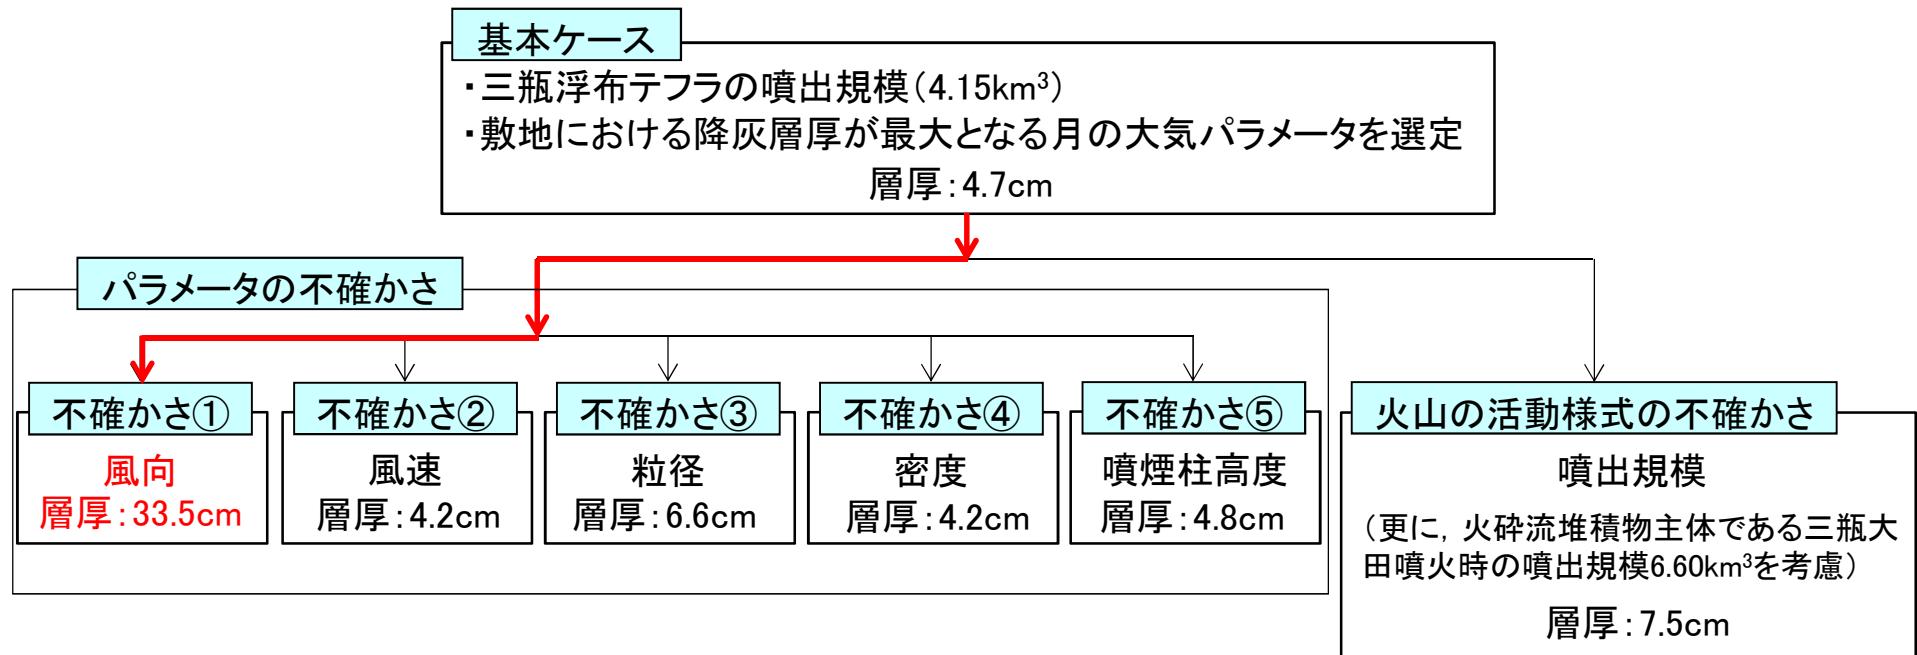 基本ケース
・三瓶浮布テフラの噴出規模(4.15km³)
・敷地における降灰層厚が最大となる月の大気パラメータを選定
層厚:4.7cm
パラメータの不確かさ
不確かさ①
風向
層厚:33.5cm
不確かさ②
風速
層厚:4.2cm
不確かさ③
粒径
層厚:6.6cm
不確かさ④
密度
層厚:4.2cm
不確かさ⑤
噴煙柱高度
層厚:4.8cm
火山の活動様式の不確かさ
噴出規模
(更に,火砕流堆積物主体である三瓶大
田噴火時の噴出規模6.60km³を考慮)
層厚:7.5cm